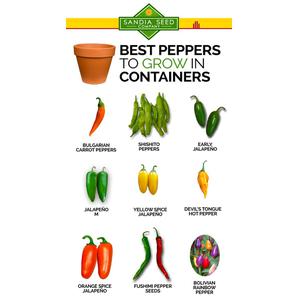 SANDIA SEED
COMPANY
BEST PEPPERS
TO GROW IN
CONTAINERS
BULGARIAN
CARROT PEPPERS
SHISHITO
PEPPERS
EARLY
JALAPEÑO
JALAPEÑO
M
YELLOW SPICE
JALAPEÑO
DEVIL'S TONGUE
HOT PEPPER
ORANGE SPICE
JALAPEÑO
FUSHIMI PEPPER
SEEDS
BOLIVIAN
RAINBOW
PEPPER